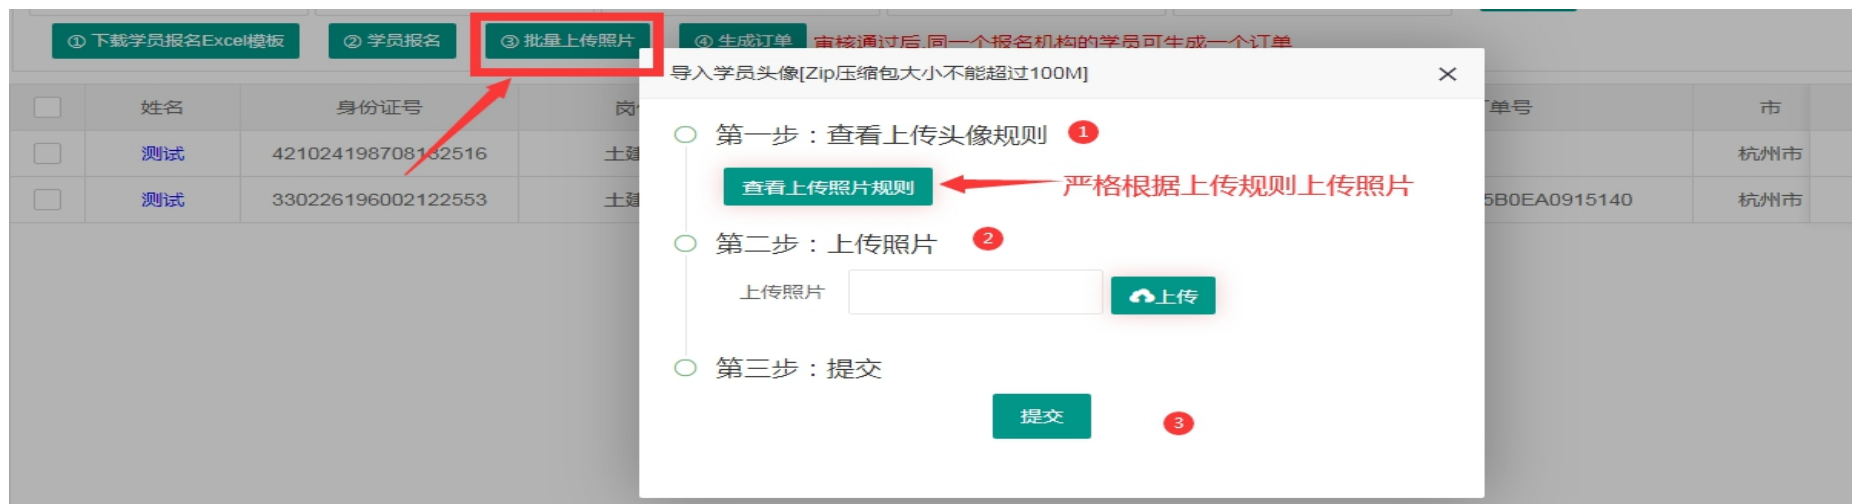 ① 下载学员报名Excel模板 ② 学员报名 ③ 批量上传照片 ④ 生成订单 审核通过后,同一个报名机构的学员可生成一个订单
导入学员头像[Zip压缩包大小不能超过100M]
姓名 身份证号 岗 单号 市
第一步：查看上传头像规则 1
测试 421024198708182516 土建 杭州市
查看上传照片规则 严格根据上传规则上传照片
测试 330226196002122553 土建 5B0EA0915140 杭州市
第二步：上传照片 2
上传照片 上传
第三步：提交
提交 3